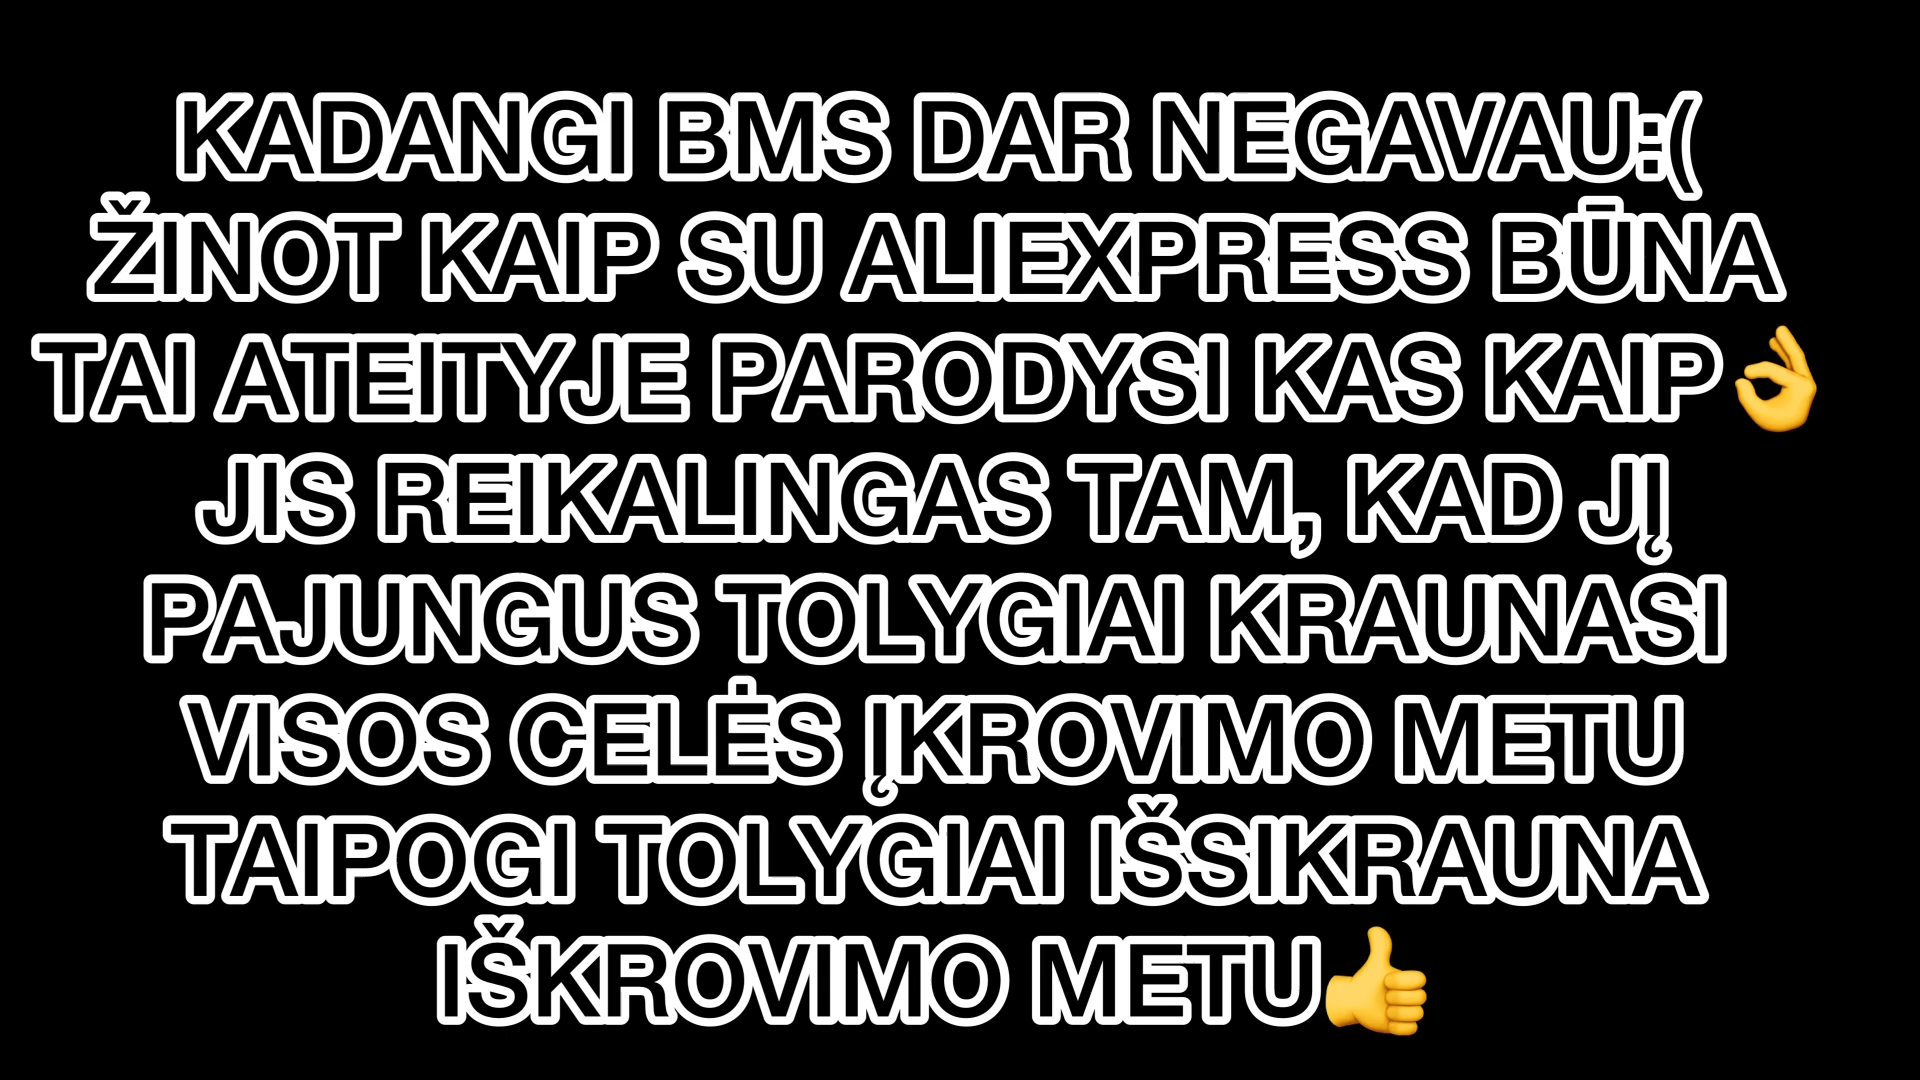 KADANGI BMS DAR NEGAVAU:(
ŽINOT KAIP SU ALIEXPRESS BŪNA
TAI ATEITYJE PARODYSI KAS KAIP👌
JIS REIKALINGAS TAM, KAD JĮ
PAJUNGUS TOLYGIAI KRAUNASI
VISOS CELĖS ĮKROVIMO METU
TAIPOGI TOLYGIAI IŠSIKRAUNA
IŠKROVIMO METU👍